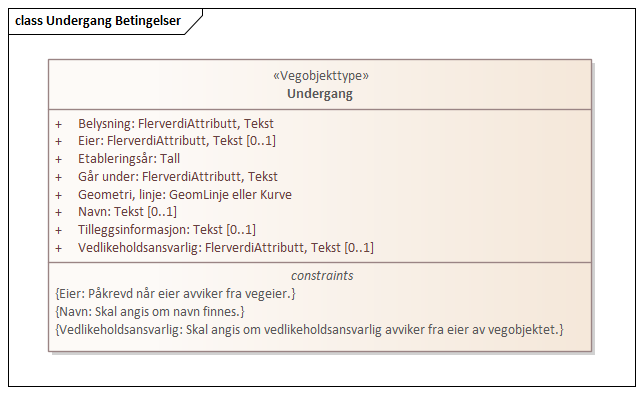 class Undergang Betingelser
«Vegobjekttype»
Undergang
+ Belysning: FlerverdiAttributt, Tekst
+ Eier: FlerverdiAttributt, Tekst [0..1]
+ Etableringsår: Tall
+ Går under: FlerverdiAttributt, Tekst
+ Geometri, linje: GeomLinje eller Kurve
+ Navn: Tekst [0..1]
+ Tilleggsinformasjon: Tekst [0..1]
+ Vedlikeholdsansvarlig: FlerverdiAttributt, Tekst [0..1]
constraints
{Eier: Påkrevd når eier avviker fra vegeier.}
{Navn: Skal angis om navn finnes.}
{Vedlikeholdsansvarlig: Skal angis om vedlikeholdsansvarlig avviker fra eier av vegobjektet.}